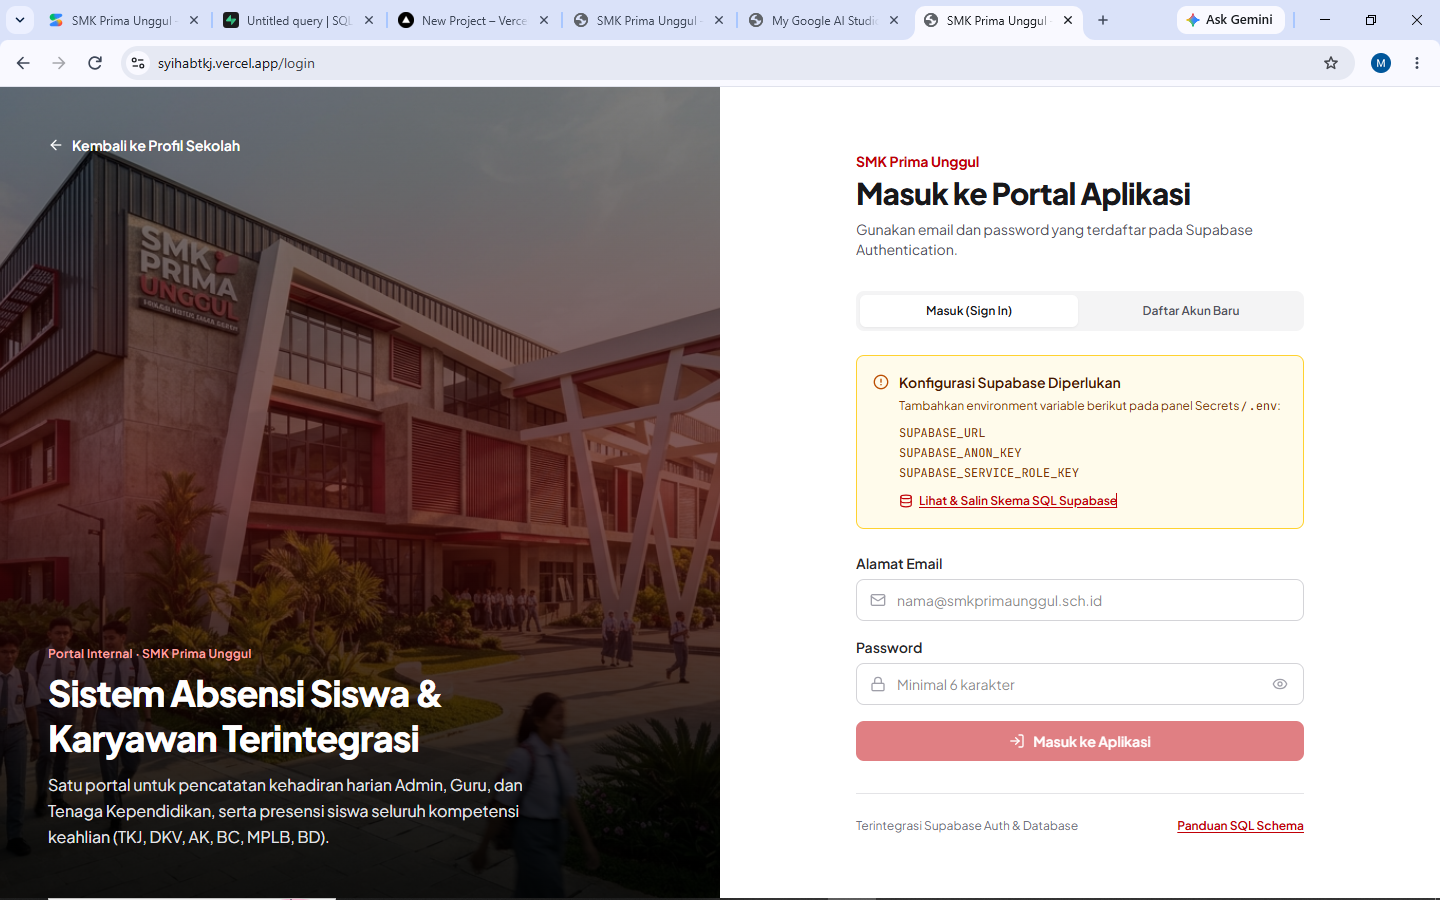 SMK Prima Unggul -
Untitled query | SQL
New Project – Verce
SMK Prima Unggul -
My Google AI Studio
SMK Prima Unggul -
Ask Gemini
syihabtkj.vercel.app/login
M
Kembali ke Profil Sekolah
SMK
PRIMA
UNGGUL
Portal Internal · SMK Prima Unggul
Sistem Absensi Siswa &
Karyawan Terintegrasi
Satu portal untuk pencatatan kehadiran harian Admin, Guru, dan
Tenaga Kependidikan, serta presensi siswa seluruh kompetensi
keahlian (TKJ, DKV, AK, BC, MPLB, BD).
SMK Prima Unggul
Masuk ke Portal Aplikasi
Gunakan email dan password yang terdaftar pada Supabase
Authentication.
Masuk (Sign In)
Daftar Akun Baru
Konfigurasi Supabase Diperlukan
Tambahkan environment variable berikut pada panel Secrets / .env:
SUPABASE_URL
SUPABASE_ANON_KEY
SUPABASE_SERVICE_ROLE_KEY
Lihat & Salin Skema SQL Supabase
Alamat Email
nama@smkprimaunggul.sch.id
Password
Minimal 6 karakter
Masuk ke Aplikasi
Terintegrasi Supabase Auth & Database
Panduan SQL Schema